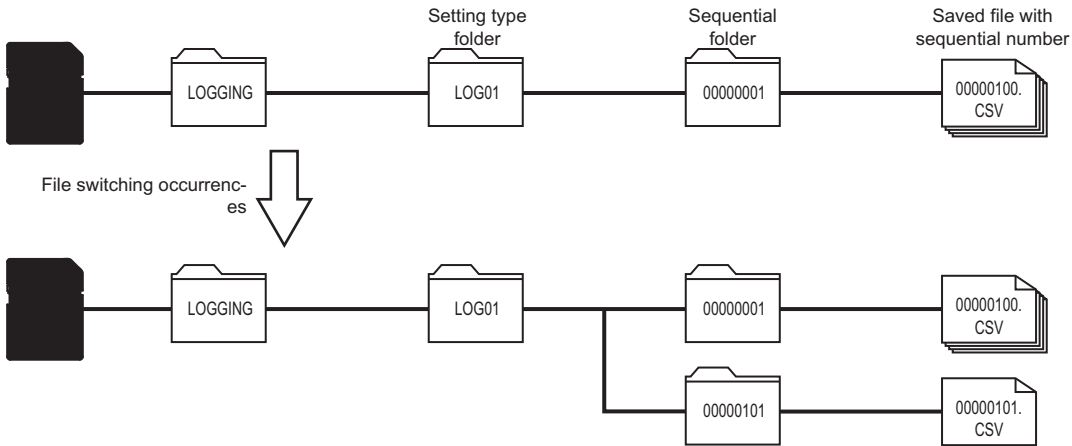 Setting type
folder
Sequential
folder
Saved file with
sequential number
LOGGING
LOG01
00000001
00000100.
CSV
File switching occurrenc-
es
LOGGING
LOG01
00000001
00000100.
CSV
00000101
00000101.
CSV